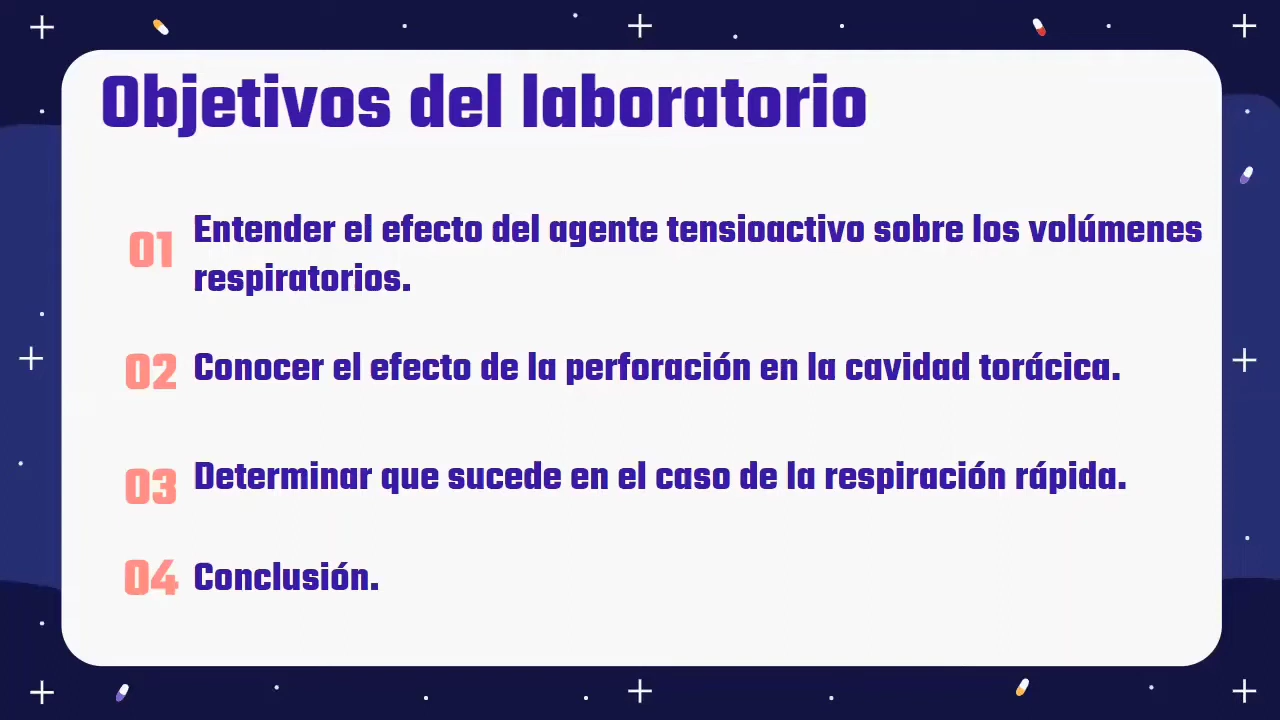 Objetivos del laboratorio
01 Entender el efecto del agente tensioactivo sobre los volúmenes
respiratorios.
02 Conocer el efecto de la perforación en la cavidad torácica.
03 Determinar que sucede en el caso de la respiración rápida.
04 Conclusión.